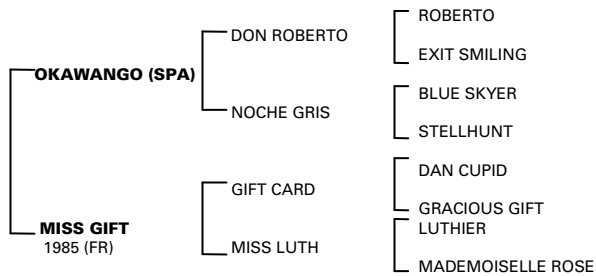 ROBERTO
DON ROBERTO
EXIT SMILING
OKAWANGO (SPA)
BLUE SKYER
NOCHE GRIS
STELLHUNT
DAN CUPID
GIFT CARD
GRACIOUS GIFT
MISS GIFT
1985 (FR)
LUTHIER
MISS LUTH
MADEMOISELLE ROSE